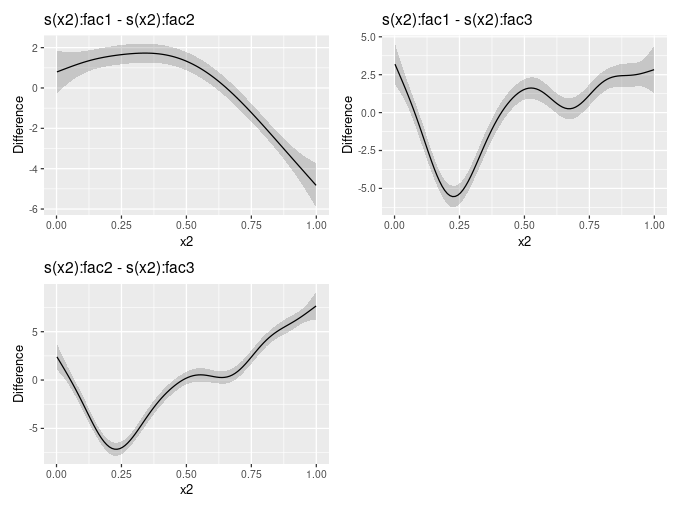 s(x2):fac1 - s(x2):fac2
Difference
2
0
-2
-4
-6
0.00 0.25 0.50 0.75 1.00
x2
s(x2):fac1 - s(x2):fac3
Difference
5.0
2.5
0.0
-2.5
-5.0
0.00 0.25 0.50 0.75 1.00
x2
s(x2):fac2 - s(x2):fac3
Difference
5
0
-5
0.00 0.25 0.50 0.75 1.00
x2